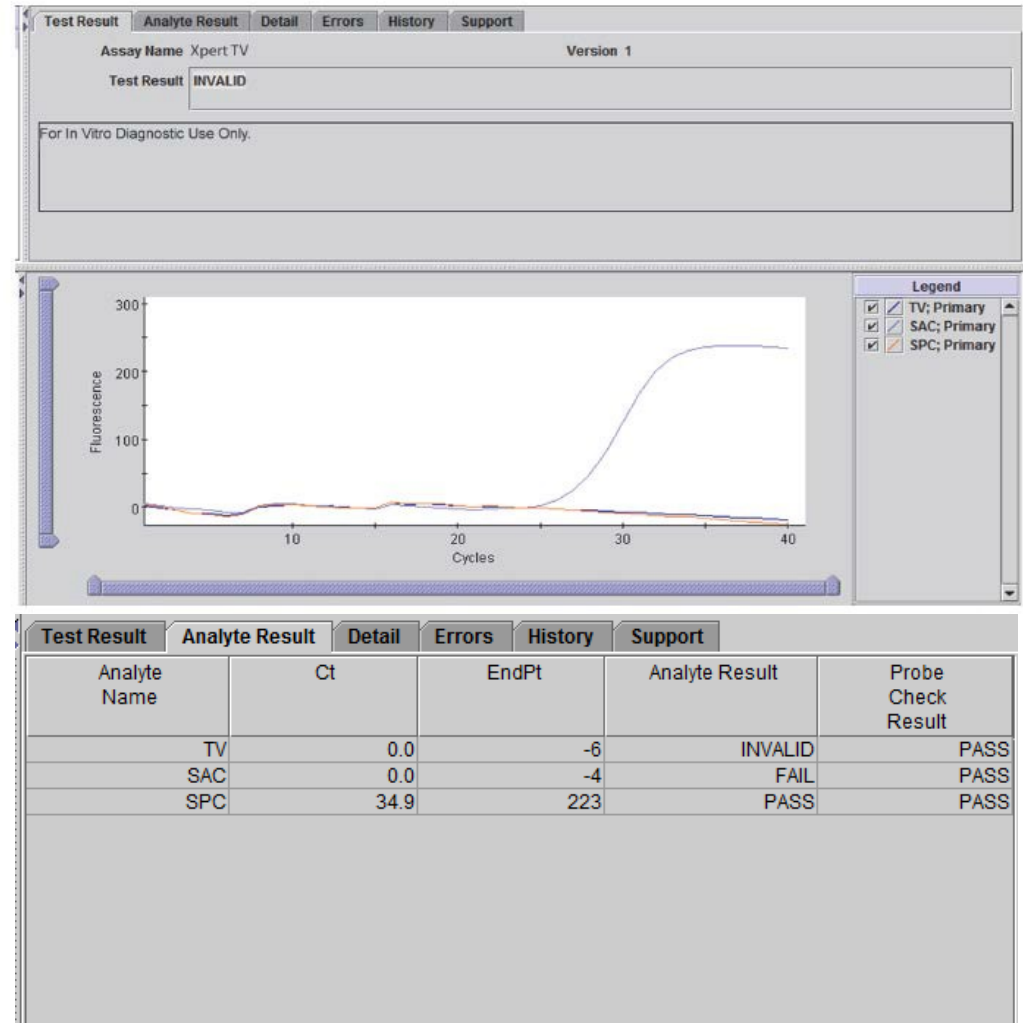 Test Result Analyte Result Detail Errors History Support
Assay Name Xpert TV Version 1
Test Result INVALID
For In Vitro Diagnostic Use Only.
Legend
TV; Primary
SAC; Primary
SPC; Primary
300
200
100
0
Fluorescence
10 20 30 40
Cycles
Test Result Analyte Result Detail Errors History Support
Analyte Name Ct EndPt Analyte Result Probe Check Result
TV 0.0 -6 INVALID PASS
SAC 0.0 -4 FAIL PASS
SPC 34.9 223 PASS PASS